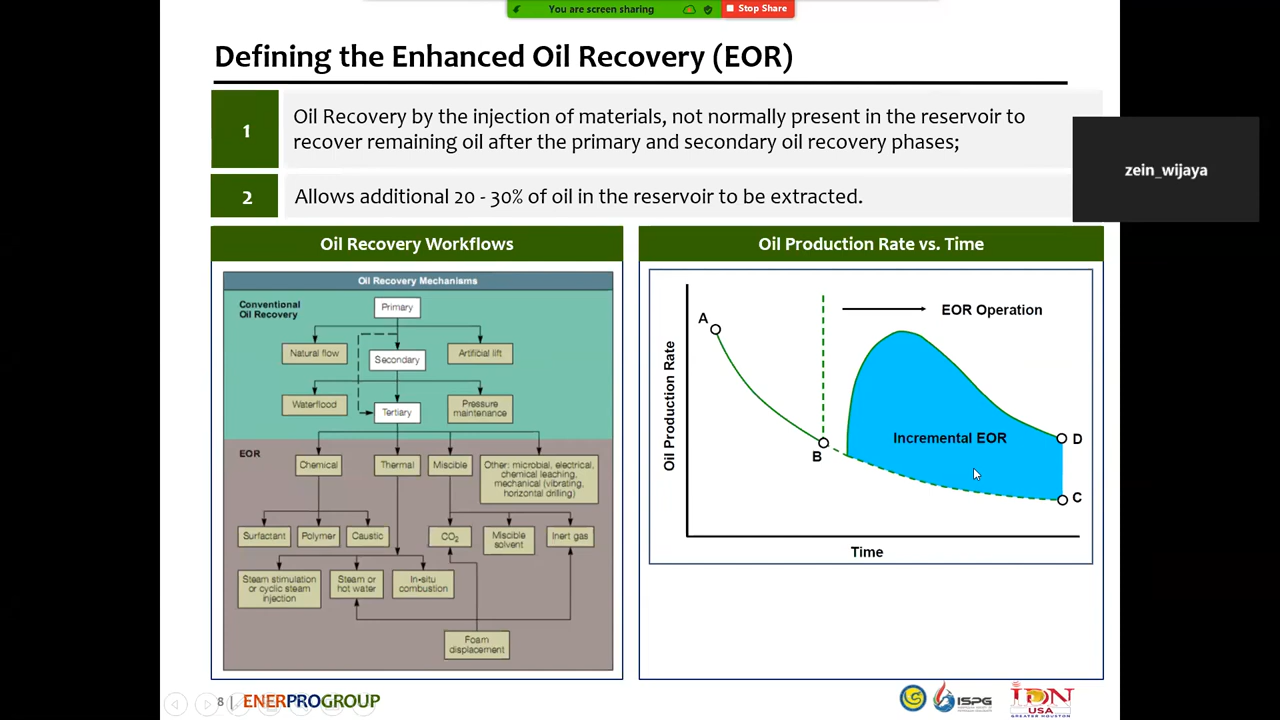 You are screen sharing
Stop Share
Defining the Enhanced Oil Recovery (EOR)
1
Oil Recovery by the injection of materials, not normally present in the reservoir to
recover remaining oil after the primary and secondary oil recovery phases;
zein_wijaya
2
Allows additional 20 - 30% of oil in the reservoir to be extracted.
Oil Recovery Workflows
Oil Recovery Mechanisms
Conventional
Oil Recovery
Primary
Natural flow
Secondary
Artificial lift
Waterflood
Tertiary
Pressure
maintenance
EOR
Chemical
Thermal
Miscible
Other: microbial, electrical,
chemical leaching,
mechanical (vibrating,
horizontal drilling)
Surfactant
Polymer
Caustic
CO2
Miscible
solvent
Inert gas
Steam stimulation
or cyclic steam
injection
Steam or
hot water
In-situ
combustion
Foam
displacement
Oil Production Rate vs. Time
A
EOR Operation
Oil Production Rate
B
Incremental EOR
D
C
Time
8 | ENERPROGROUP
ISPG
IDN
USA
GREATER HOUSTON